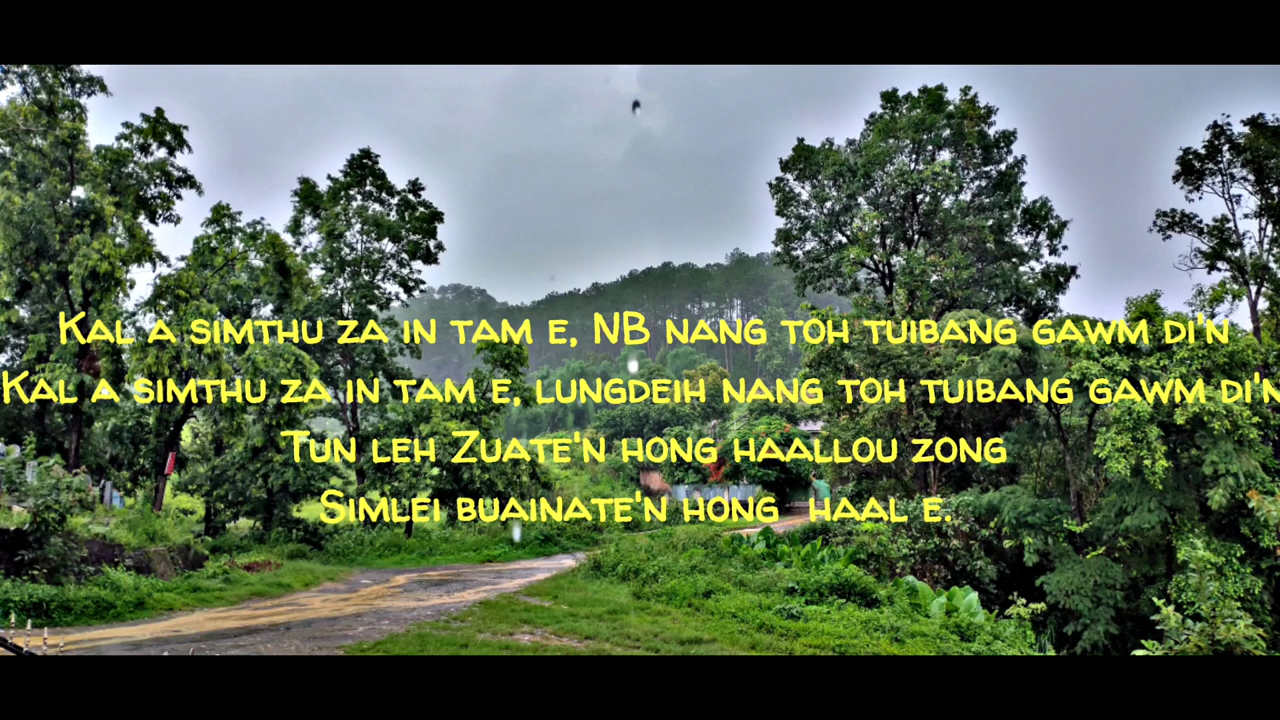 Kal a simthu za in tam e, NB nang toh tuibang gawm di'n
Kal a simthu za in tam e, lungdeih nang toh tuibang gawm di'n
Tun leh Zuate'n hong haallou zong
Simlei buainate'n hong haal e.